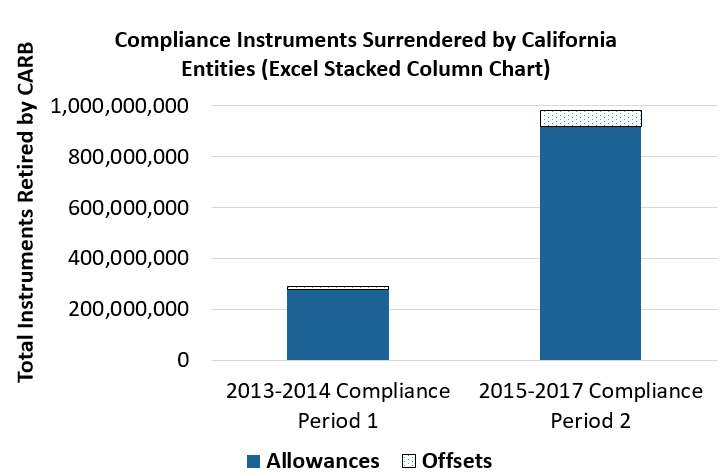 Compliance Instruments Surrendered by California
Entities (Excel Stacked Column Chart)
Total Instruments Retired by CARB
1,000,000,000
800,000,000
600,000,000
400,000,000
200,000,000
0
2013-2014 Compliance
Period 1
2015-2017 Compliance
Period 2
Allowances
Offsets